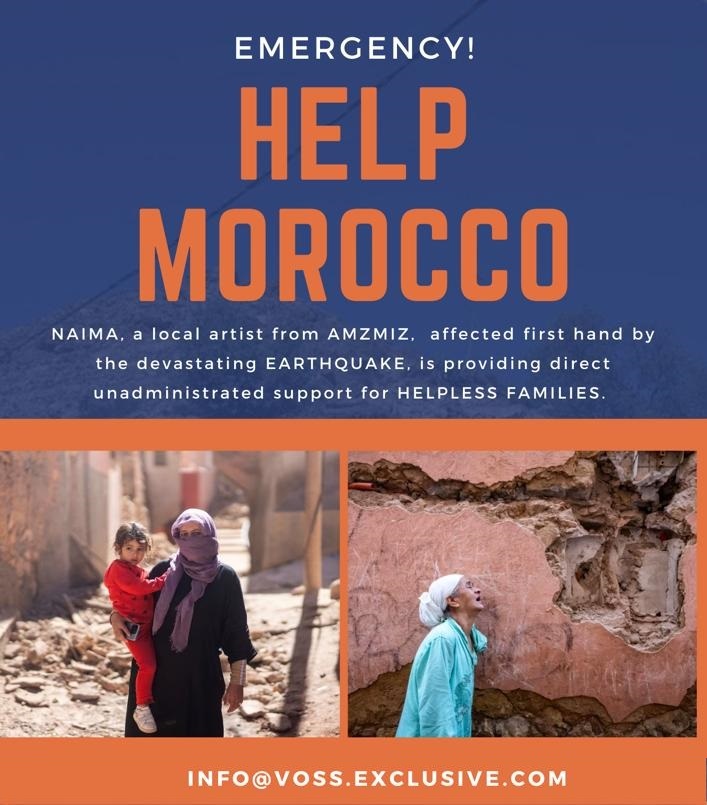 EMERGENCY!
HELP
MOROCCO
NAIMA, a local artist from AMZMIZ, affected first hand by
the devastating EARTHQUAKE, is providing direct
unadministrated support for HELPLESS FAMILIES.
INFO@VOSS.EXCLUSIVE.COM